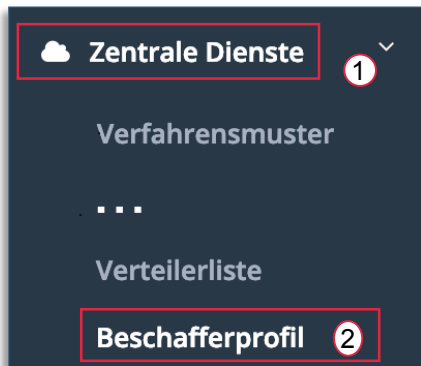 Zentrale Dienste 1
Verfahrensmuster
...
Verteilerliste
Beschafferprofil 2